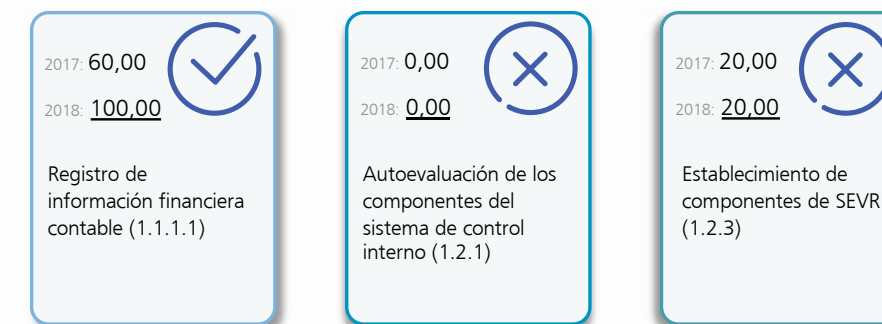 2017: 60,00
2018: 100,00
Registro de
información financiera
contable (1.1.1.1)
2017: 0,00
2018: 0,00
Autoevaluación de los
componentes del
sistema de control
interno (1.2.1)
2017: 20,00
2018: 20,00
Establecimiento de
componentes de SEVR
(1.2.3)